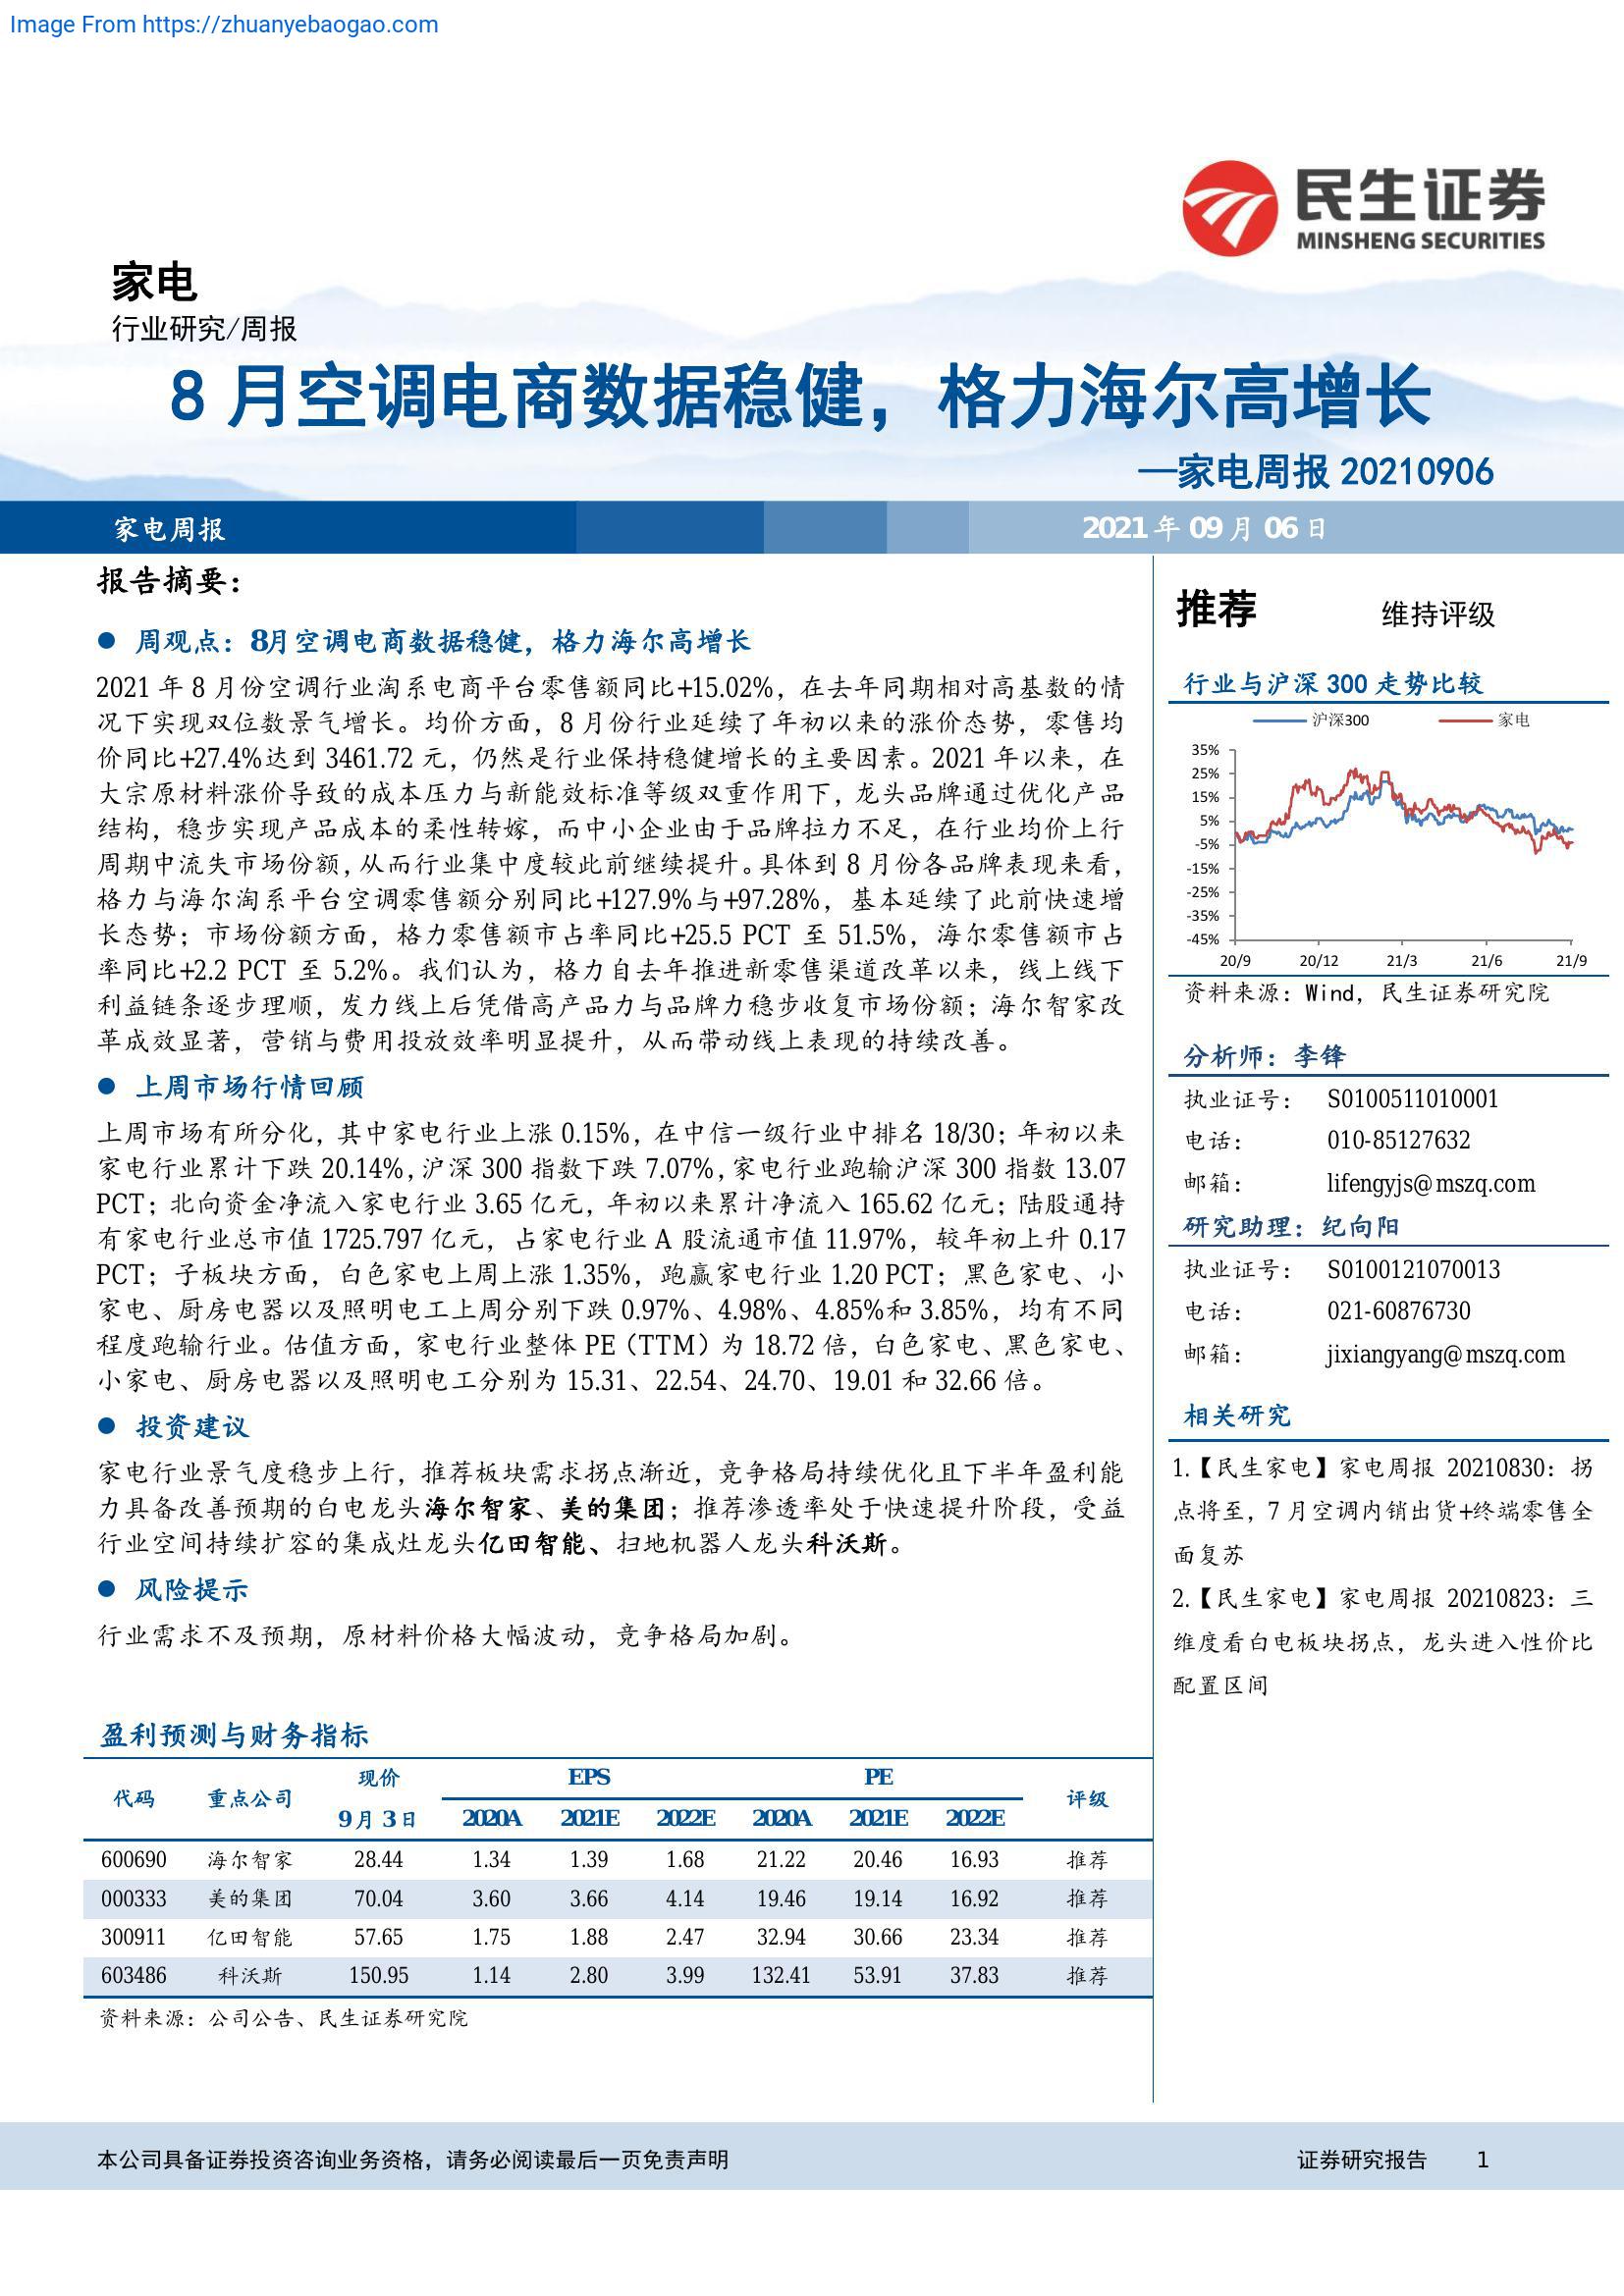 Image From https://zhuanyebaogao.com
民生证券
MINSHENG SECURITIES
家电
行业研究/周报
8 月空调电商数据稳健，格力海尔高增长
—家电周报 20210906
家电周报
2021 年 09 月 06 日
报告摘要：
● 周观点：8月空调电商数据稳健，格力海尔高增长
2021 年 8 月份空调行业淘系电商平台零售额同比+15.02%，在去年同期相对高基数的情
况下实现双位数景气增长。均价方面，8 月份行业延续了年初以来的涨价态势，零售均
价同比+27.4%达到 3461.72 元，仍然是行业保持稳健增长的主要因素。2021 年以来，在
大宗原材料涨价导致的成本压力与新能效标准等级双重作用下，龙头品牌通过优化产品
结构，稳步实现产品成本的柔性转嫁，而中小企业由于品牌拉力不足，在行业均价上行
周期中流失市场份额，从而行业集中度较此前继续提升。具体到 8 月份各品牌表现来看，
格力与海尔淘系平台空调零售额分别同比+127.9%与+97.28%，基本延续了此前快速增
长态势；市场份额方面，格力零售额市占率同比+25.5 PCT 至 51.5%，海尔零售额市占
率同比+2.2 PCT 至 5.2%。我们认为，格力自去年推进新零售渠道改革以来，线上线下
利益链条逐步理顺，发力线上后凭借高产品力与品牌力稳步收复市场份额；海尔智家改
革成效显著，营销与费用投放效率明显提升，从而带动线上表现的持续改善。
● 上周市场行情回顾
上周市场有所分化，其中家电行业上涨 0.15%，在中信一级行业中排名 18/30；年初以来
家电行业累计下跌 20.14%，沪深 300 指数下跌 7.07%，家电行业跑输沪深 300 指数 13.07
PCT；北向资金净流入家电行业 3.65 亿元，年初以来累计净流入 165.62 亿元；陆股通持
有家电行业总市值 1725.797 亿元，占家电行业 A 股流通市值 11.97%，较年初上升 0.17
PCT；子板块方面，白色家电上周上涨 1.35%，跑赢家电行业 1.20 PCT；黑色家电、小
家电、厨房电器以及照明电工上周分别下跌 0.97%、4.98%、4.85%和 3.85%，均有不同
程度跑输行业。估值方面，家电行业整体 PE（TTM）为 18.72 倍，白色家电、黑色家电、
小家电、厨房电器以及照明电工分别为 15.31、22.54、24.70、19.01 和 32.66 倍。
● 投资建议
家电行业景气度稳步上行，推荐板块需求拐点渐近，竞争格局持续优化且下半年盈利能
力具备改善预期的白电龙头海尔智家、美的集团；推荐渗透率处于快速提升阶段，受益
行业空间持续扩容的集成灶龙头亿田智能、扫地机器人龙头科沃斯。
● 风险提示
行业需求不及预期，原材料价格大幅波动，竞争格局加剧。
盈利预测与财务指标
代码 重点公司 现价 EPS PE 评级
9月 3日 2020A 2021E 2022E 2020A 2021E 2022E
600690 海尔智家 28.44 1.34 1.39 1.68 21.22 20.46 16.93 推荐
000333 美的集团 70.04 3.60 3.66 4.14 19.46 19.14 16.92 推荐
300911 亿田智能 57.65 1.75 1.88 2.47 32.94 30.66 23.34 推荐
603486 科沃斯 150.95 1.14 2.80 3.99 132.41 53.91 37.83 推荐
资料来源：公司公告、民生证券研究院
推荐 维持评级
行业与沪深 300 走势比较
沪深300 家电
35%
25%
15%
5%
-5%
-15%
-25%
-35%
-45%
20/9 20/12 21/3 21/6 21/9
资料来源：Wind，民生证券研究院
分析师：李锋
执业证号： S0100511010001
电话： 010-85127632
邮箱： lifengyjs@mszq.com
研究助理：纪向阳
执业证号： S0100121070013
电话： 021-60876730
邮箱： jixiangyang@mszq.com
相关研究
1.【民生家电】家电周报 20210830：拐
点将至，7 月空调内销出货+终端零售全
面复苏
2.【民生家电】家电周报 20210823：三
维度看白电板块拐点，龙头进入性价比
配置区间
本公司具备证券投资咨询业务资格，请务必阅读最后一页免责声明
证券研究报告 1